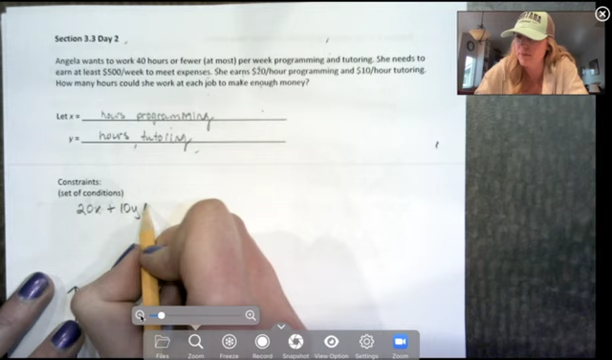 Section 3.3 Day 2
Angela wants to work 40 hours or fewer (at most) per week programming and tutoring. She needs to
earn at least $500/week to meet expenses. She earns $20/hour programming and $10/hour tutoring.
How many hours could she work at each job to make enough money?
Let x = hours programming
y = hours tutoring
Constraints:
(set of conditions)
20x + 10y
Files Zoom Freeze Record Snapshot View Option Settings Zoom